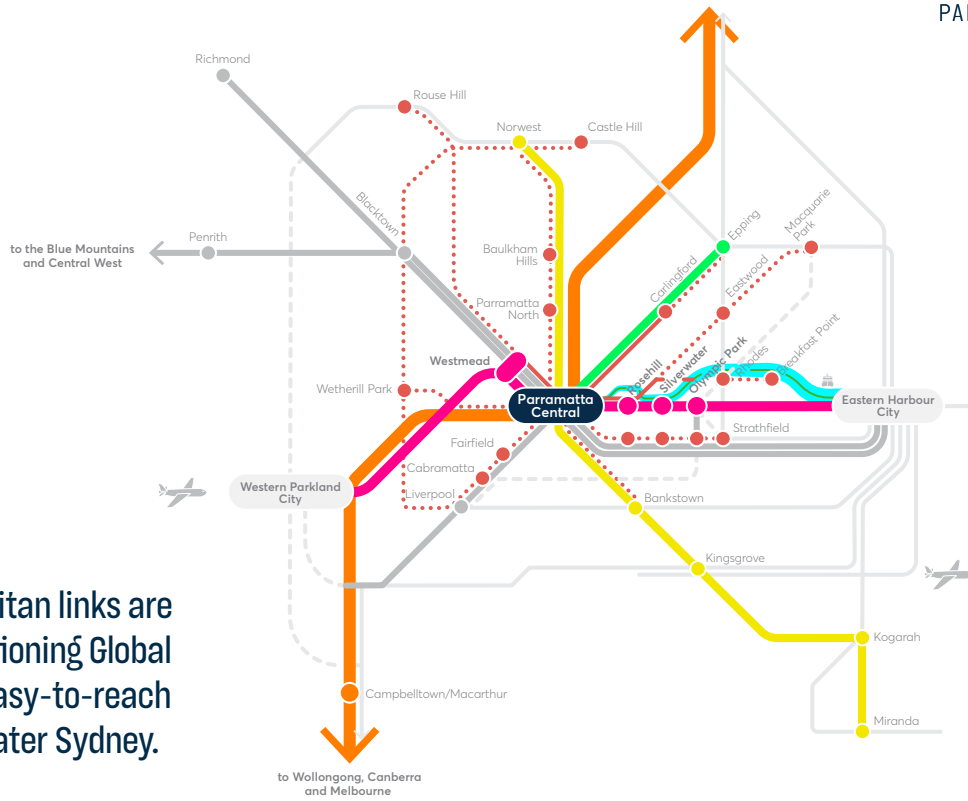 PA
Richmond
Rouse Hill
Norwest
Castle Hill
Blacktown
Penrith
to the Blue Mountains
and Central West
Baulkham
Hills
Parramatta
North
Epping
Macquarie
Park
Carlingford
Eastwood
Westmead
Wetherill Park
Rosehill
Silverwater
Olympic Park
Rhodes
Breakfast Point
Parramatta
Central
Eastern Harbour
City
Strathfield
Fairfield
Cabramatta
Liverpool
Western Parkland
City
Bankstown
Kingsgrove
Kogarah
Miranda
Campbelltown/Macarthur
to Wollongong, Canberra
and Melbourne
itan links are
tioning Global
asy-to-reach
ater Sydney.